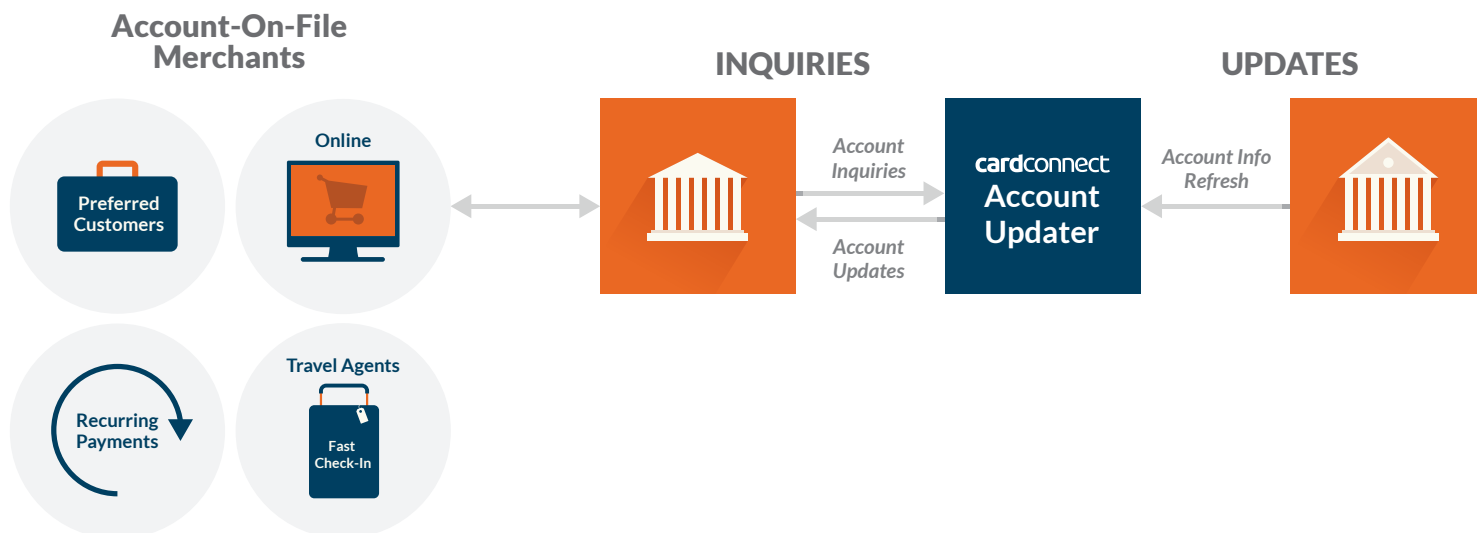 Account-On-File
Merchants
Preferred
Customers
Online
Recurring
Payments
Travel Agents
Fast
Check-In
INQUIRIES
Account
Inquiries
Account
Updates
cardconnect
Account
Updater
UPDATES
Account Info
Refresh